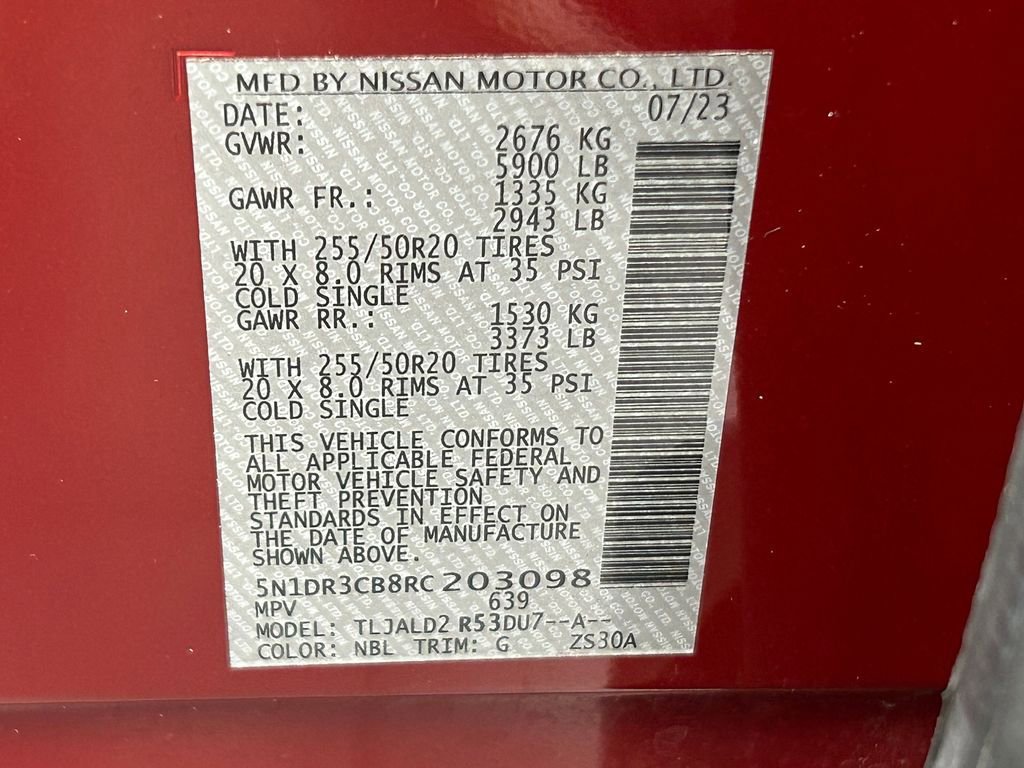 MFD BY NISSAN MOTOR CO., LTD.
DATE: 07/23
GVWR: 2676 KG
5900 LB
GAWR FR.: 1335 KG
2943 LB
WITH 255/50R20 TIRES
20 X 8.0 RIMS AT 35 PSI
COLD SINGLE
GAWR RR.: 1530 KG
3373 LB
WITH 255/50R20 TIRES
20 X 8.0 RIMS AT 35 PSI
COLD SINGLE
THIS VEHICLE CONFORMS TO
ALL APPLICABLE FEDERAL
MOTOR VEHICLE SAFETY AND
THEFT PREVENTION
STANDARDS IN EFFECT ON
THE DATE OF MANUFACTURE
SHOWN ABOVE.
5N1DR3CB8RC 203098
MPV 639
MODEL: TLJALD2 R53DU7--A--
COLOR: NBL TRIM: G ZS30A